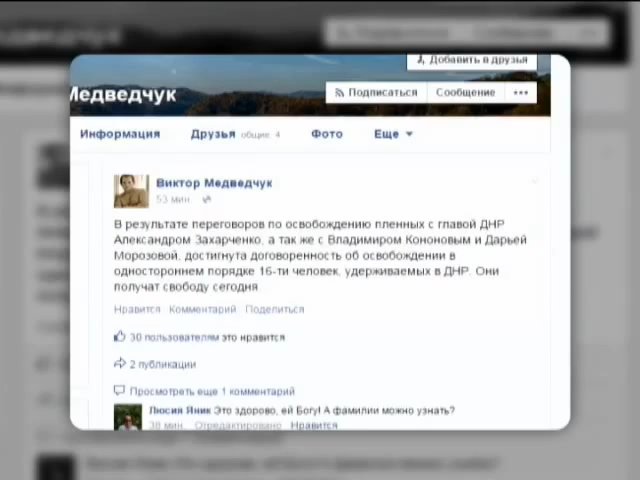 Добавить в друзья
Медведчук
Подписаться Сообщение •••
Информация Друзья общие 4 Фото Еще
Виктор Медведчук
53 мин.
В результате переговоров по освобождению пленных с главой ДНР
Александром Захарченко, а так же с Владимиром Кононовым и Дарьей
Морозовой, достигнута договоренность об освобождении в
одностороннем порядке 16-ти человек, удерживаемых в ДНР. Они
получат свободу сегодня
Нравится Комментарий Поделиться
30 пользователям это нравится
2 публикации
Просмотреть еще 1 комментарий
Люсия Яник Это здорово, ей Богу! А фамилии можно узнать?
38 мин. Отредактировано Нравится